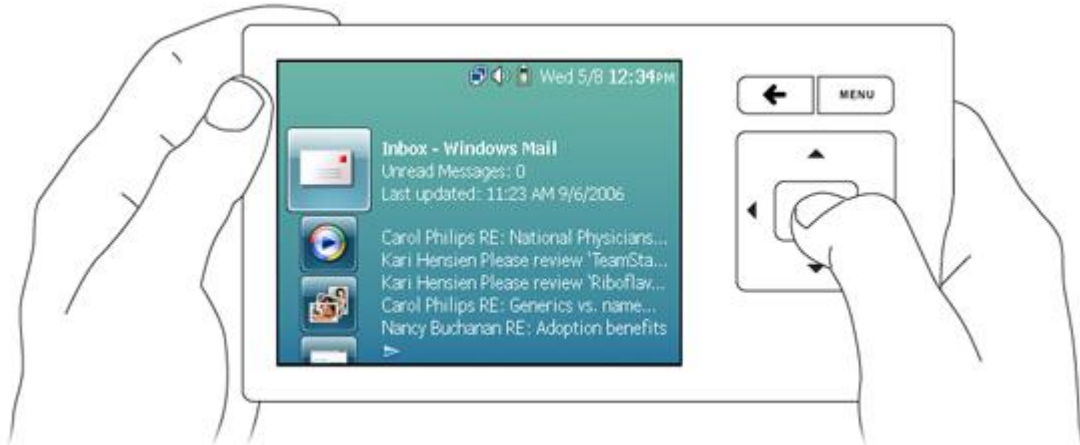 Wed 5/8 12:34PM
Inbox - Windows Mail
Unread Messages: 0
Last updated: 11:23 AM 9/6/2006
Carol Philips RE: National Physicians...
Kari Hensien Please review 'TeamSta...
Kari Hensien Please review 'Riboflav...
Carol Philips RE: Generics vs. name...
Nancy Buchanan RE: Adoption benefits
MENU